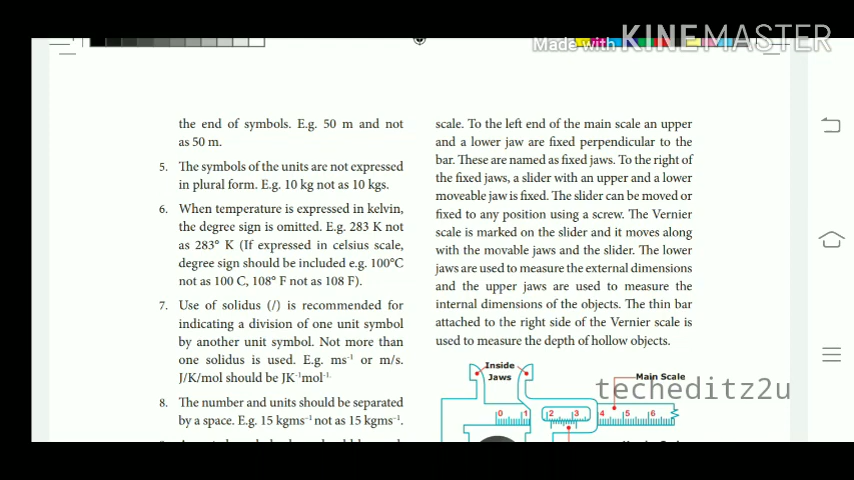 Made with KINEMASTER
the end of symbols. E.g. 50 m and not
as 50 m.
5. The symbols of the units are not expressed
in plural form. E.g. 10 kg not as 10 kgs.
6. When temperature is expressed in kelvin,
the degree sign is omitted. E.g. 283 K not
as 283° K (If expressed in celsius scale,
degree sign should be included e.g. 100°C
not as 100 C, 108° F not as 108 F).
7. Use of solidus (/) is recommended for
indicating a division of one unit symbol
by another unit symbol. Not more than
one solidus is used. E.g. ms⁻¹ or m/s.
J/K/mol should be JK⁻¹mol⁻¹.
8. The number and units should be separated
by a space. E.g. 15 kgms⁻¹ not as 15 kgms⁻¹.
scale. To the left end of the main scale an upper
and a lower jaw are fixed perpendicular to the
bar. These are named as fixed jaws. To the right of
the fixed jaws, a slider with an upper and a lower
moveable jaw is fixed. The slider can be moved or
fixed to any position using a screw. The Vernier
scale is marked on the slider and it moves along
with the movable jaws and the slider. The lower
jaws are used to measure the external dimensions
and the upper jaws are used to measure the
internal dimensions of the objects. The thin bar
attached to the right side of the Vernier scale is
used to measure the depth of hollow objects.
Inside
Jaws
Main Scale
techeditz2u
0 1 2 3 4 5 6